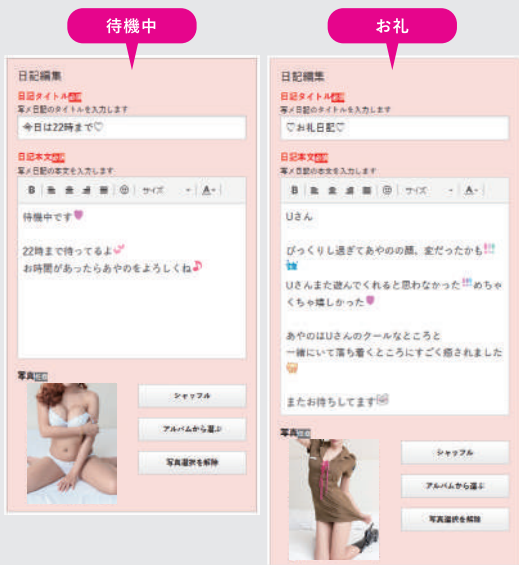 待機中
日記編集
日記タイトル必須
写メ日記のタイトルを入力します
今日は22時まで♡
日記本文必須
写メ日記の本文を入力します
B サイズ A
待機中です
22時まで待ってるよ
お時間があったらあやのをよろしくね
写真任意
シャッフル
アルバムから選ぶ
写真選択を解除
お礼
日記編集
日記タイトル必須
写メ日記のタイトルを入力します
♡お礼日記♡
日記本文必須
写メ日記の本文を入力します
B サイズ A
Uさん
びっくりし過ぎてあやのの顔、変だったかも!!!
Uさんまた遊んでくれると思わなかった!!!めちゃ
くちゃ嬉しかった
あやのはUさんのクールなところと
一緒にいて落ち着くところにすごく癒されました
またお待ちしてます
写真任意
シャッフル
アルバムから選ぶ
写真選択を解除